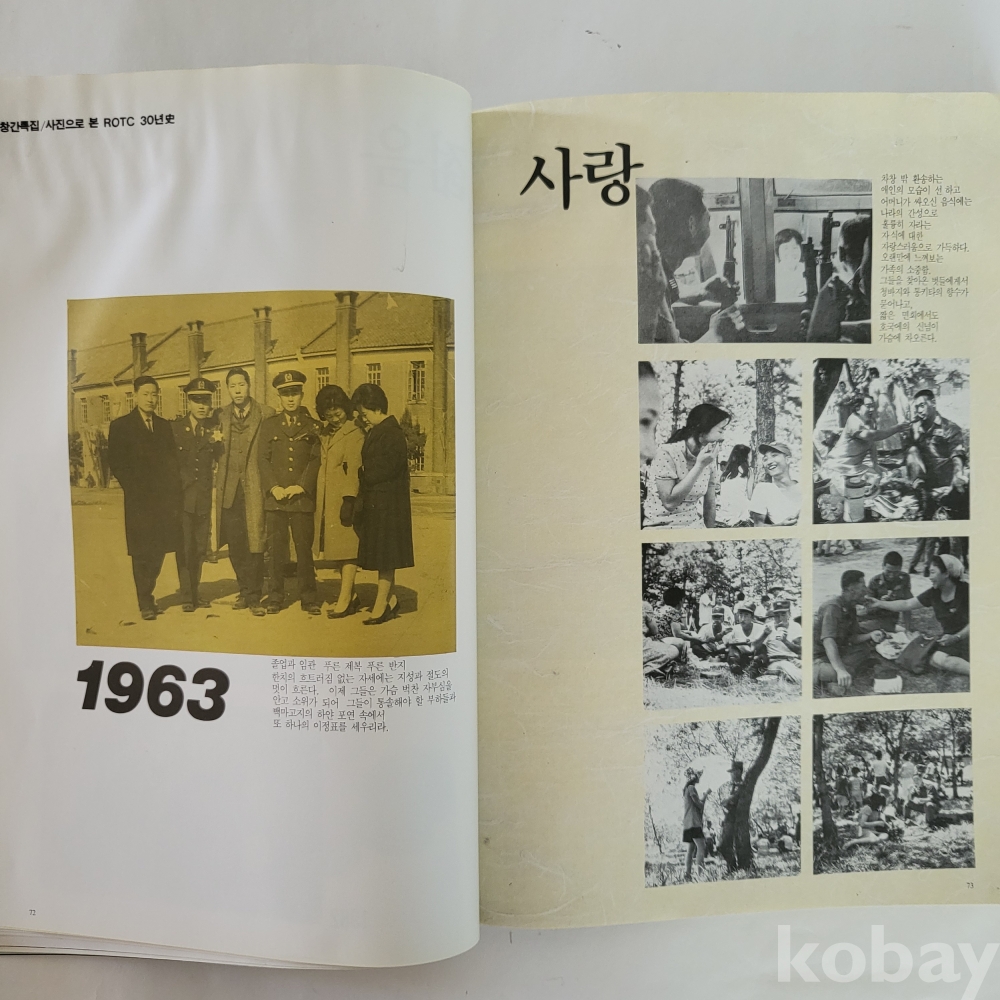 창간특집/사진으로 본 ROTC 30년史
1963
졸업과 임관 푸른 제복 푸른 반지
한치의 흐트러짐 없는 자세에는 지성과 절도의
멋이 흐른다. 이제 그들은 가슴 벅찬 자부심을
안고 소위가 되어 그들이 통솔해야 할 부하들과
백마고지의 하얀 포연 속에서
또 하나의 이정표를 세우리라.
72
사랑
차창 밖 환송하는
애인의 모습이 선하고
어머니가 싸오신 음식에는
나라의 간성으로
훌륭히 자라는
자식에 대한
자랑스러움으로 가득하다.
오랜만에 느껴보는
가족의 소중함.
그들을 찾아온 벗들에게서
청바지와 통키타의 향수가
묻어나고,
짧은 면회에서도
호국에의 신념이
가슴에 차오른다.
73
kobay